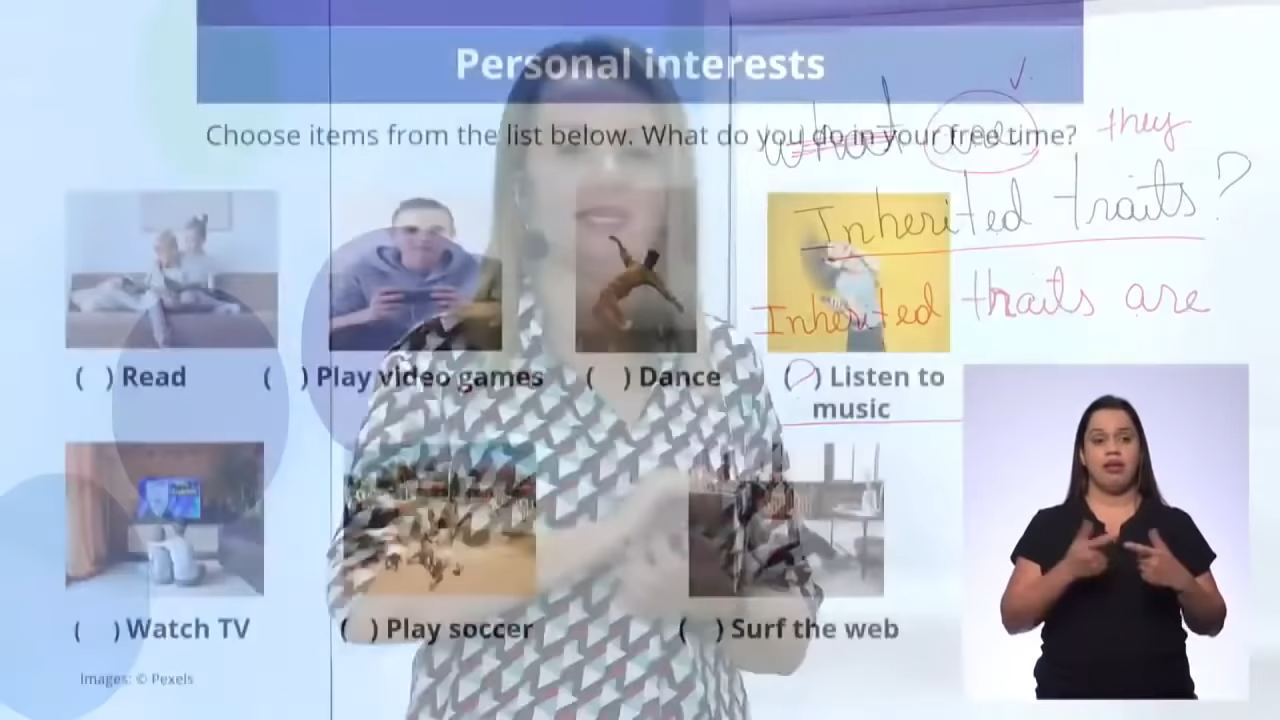 Personal interests
Choose items from the list below. What do you do in your free time?
what are they
Inherited traits?
Inherited traits are
( ) Read
( ) Play video games
( ) Dance
( ) Listen to
music
( ) Watch TV
( ) Play soccer
( ) Surf the web
Images: © Pexels